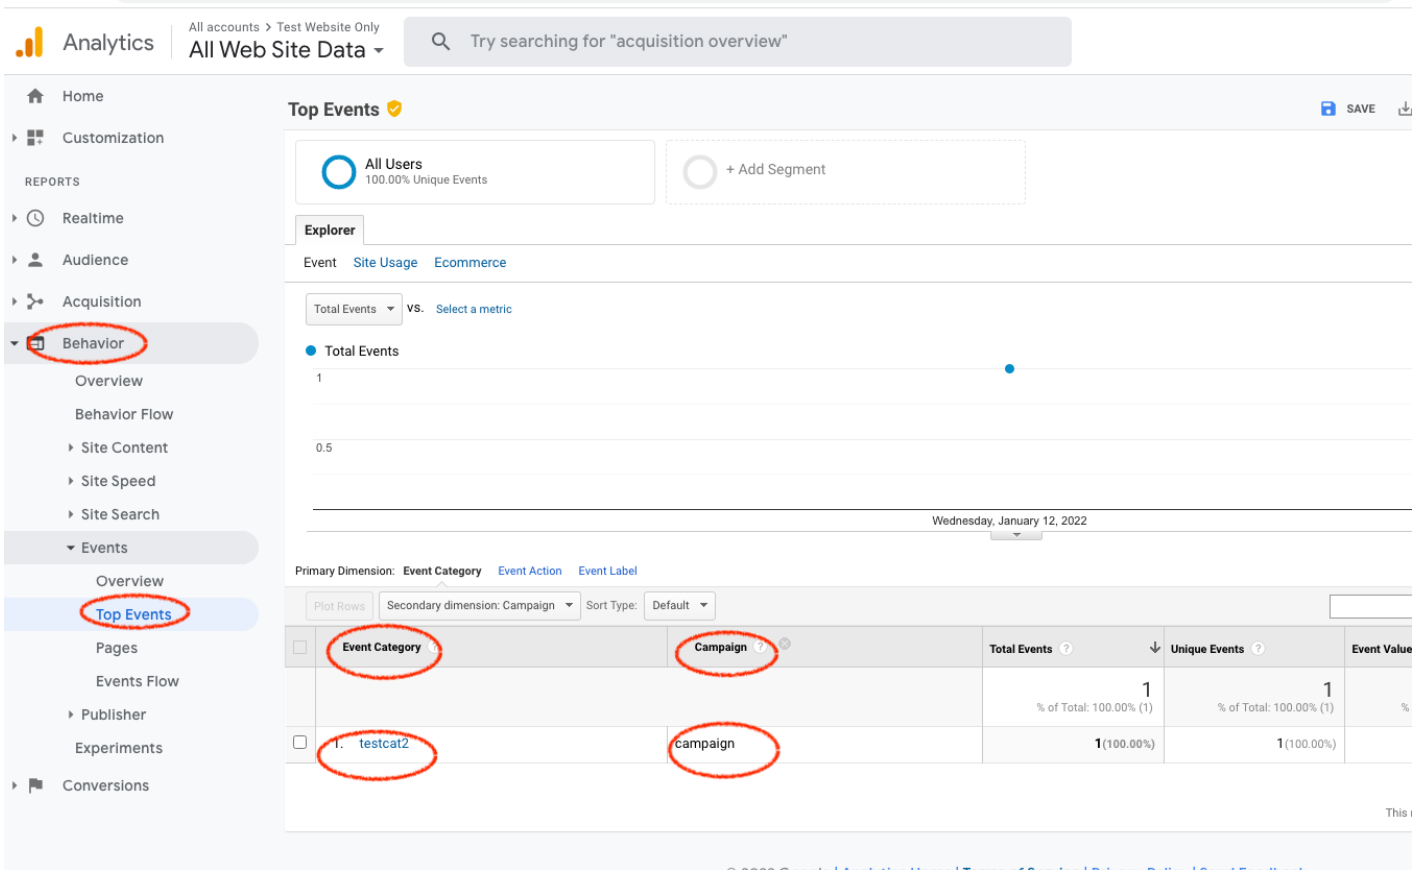 Analytics
All accounts > Test Website Only
All Web Site Data
Try searching for "acquisition overview"
Home
Customization
REPORTS
Realtime
Audience
Acquisition
Behavior
Overview
Behavior Flow
Site Content
Site Speed
Site Search
Events
Overview
Top Events
Pages
Events Flow
Publisher
Experiments
Conversions
Top Events
SAVE
All Users
100.00% Unique Events
+ Add Segment
Explorer
Event Site Usage Ecommerce
Total Events VS. Select a metric
Total Events
1
0.5
Wednesday, January 12, 2022
Primary Dimension: Event Category Event Action Event Label
Plot Rows Secondary dimension: Campaign Sort Type: Default
Event Category ? Campaign ? Total Events ? Unique Events ? Event Value
1 1
% of Total: 100.00% (1) % of Total: 100.00% (1) %
1. testcat2 campaign 1(100.00%) 1(100.00%)
This